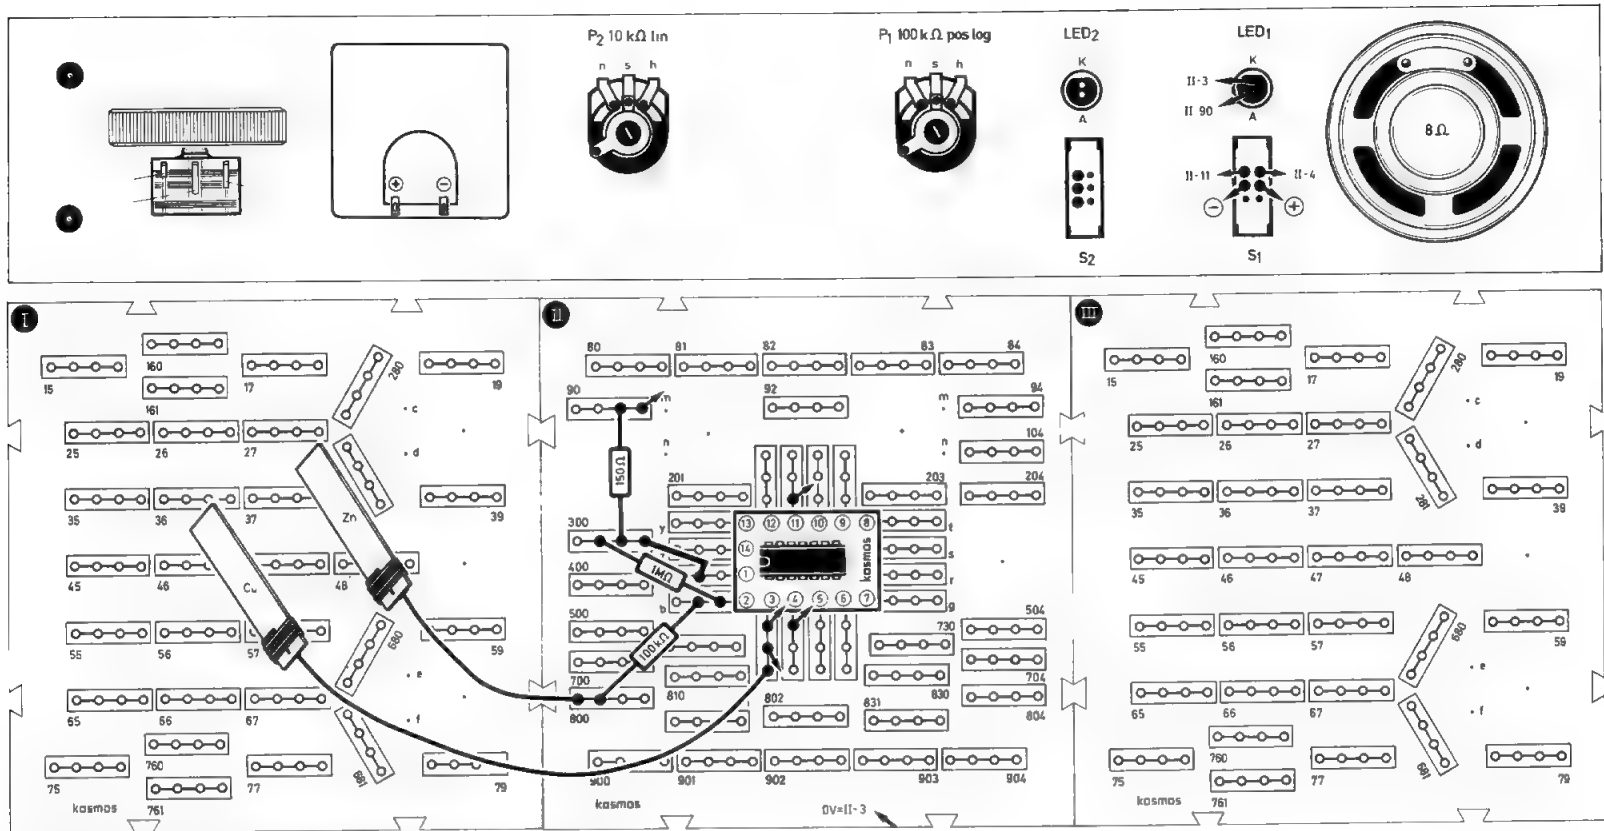 P2 10 kΩ lin
P1 100 kΩ pos log
LED2
LED1
n s h
n s h
K
A
K
A
II-3
II 90
8Ω
II-11
II-4
+ −
−
+
S2
S1
I
II
III
160
15
161
17
280
19
c
25
26
27
d
35
36
37
39
45
46
48
55
56
57
680
59
e
65
66
67
f
75
760
761
77
681
79
kosmos
Zn
Cu
80
81
82
83
84
90
m
92
m
94
n
n
104
150Ω
201
203
204
300
y
13 12 11 10 9 8
14
1
2 3 4 5 6 7
kosmos
t
s
r
g
1MΩ
400
b
500
504
100kΩ
700
730
704
800
810
802
831
830
804
900
901
902
903
904
kosmos
0V=II-3
160
15
161
17
280
19
c
25
26
27
d
281
35
36
37
39
45
46
47
48
55
56
57
680
59
e
65
66
67
f
75
760
761
77
681
79
kosmos